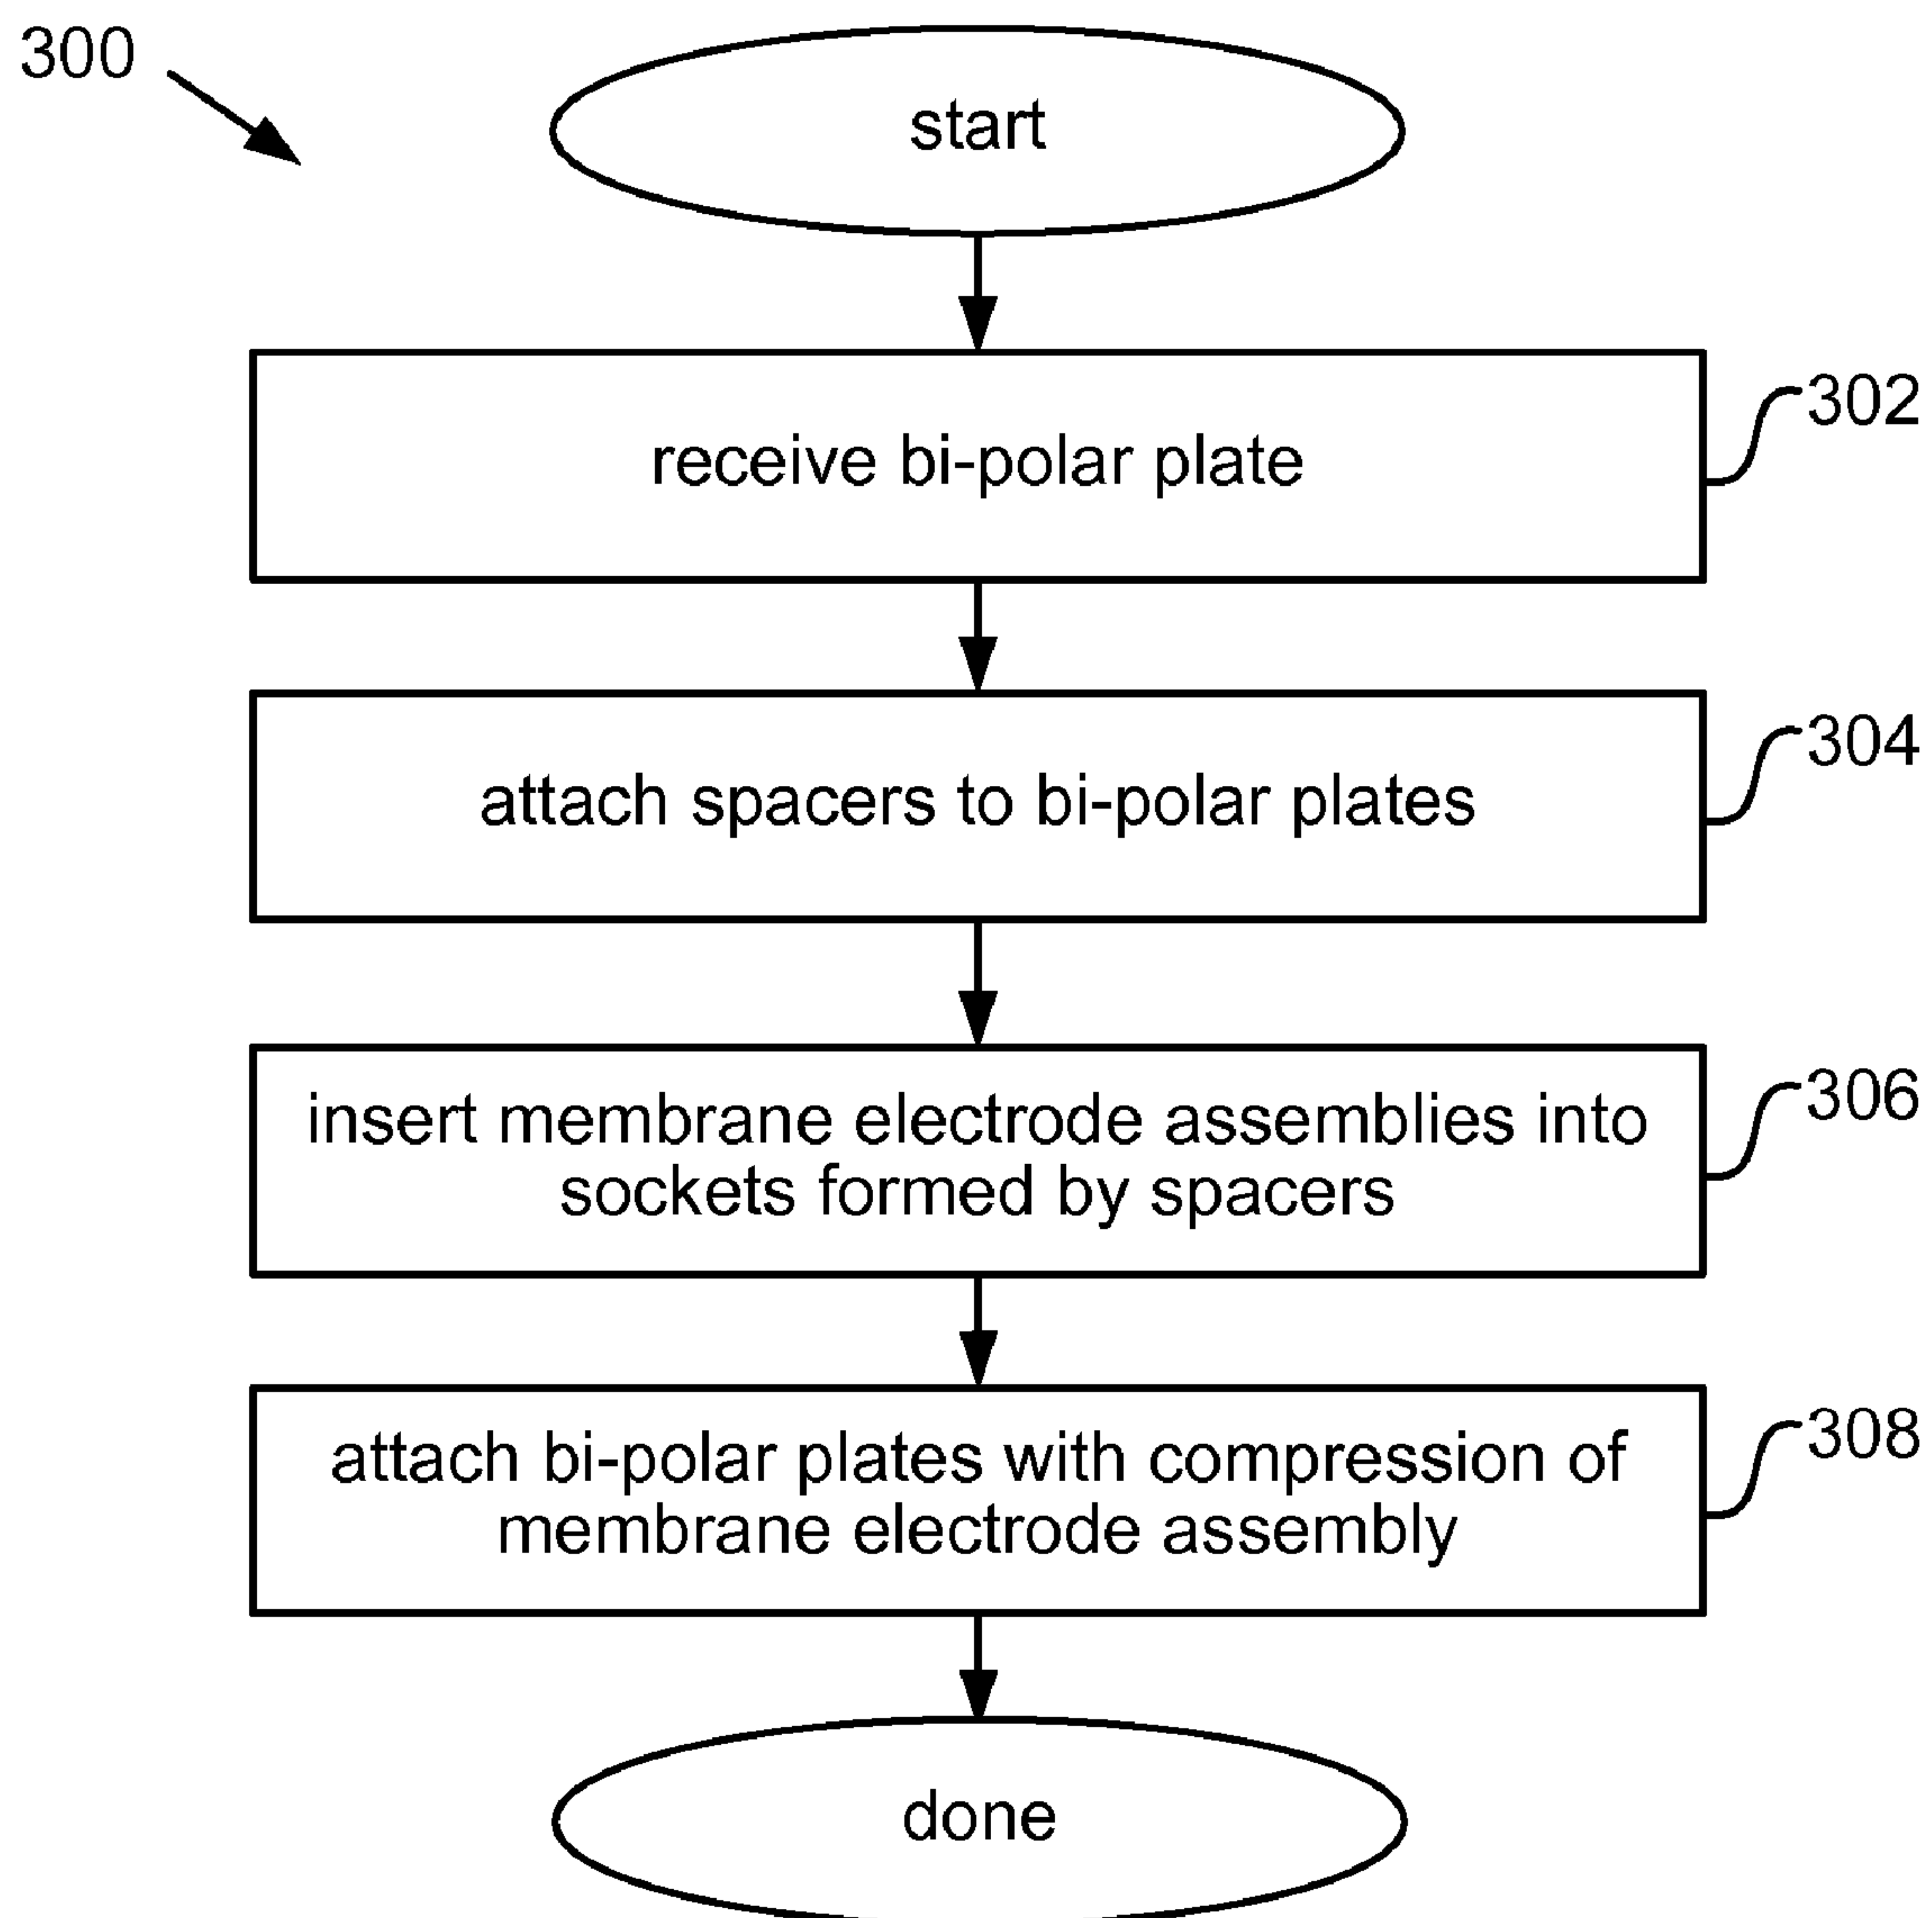 300
start
receive bi-polar plate
302
attach spacers to bi-polar plates
304
insert membrane electrode assemblies into
sockets formed by spacers
306
attach bi-polar plates with compression of
membrane electrode assembly
308
done